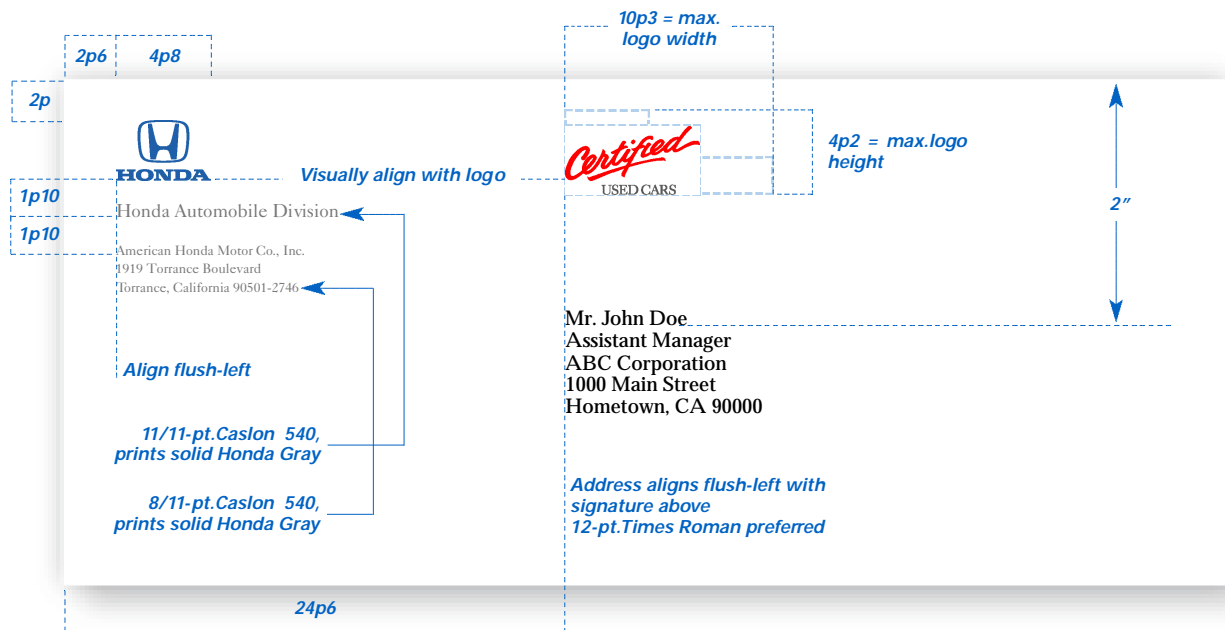 10p3 = max.
logo width
2p6
4p8
2p
HONDA
Visually align with logo
Certified
USED CARS
4p2 = max.logo
height
1p10
Honda Automobile Division
2"
1p10
American Honda Motor Co., Inc.
1919 Torrance Boulevard
Torrance, California 90501-2746
Mr. John Doe
Assistant Manager
ABC Corporation
1000 Main Street
Hometown, CA 90000
Align flush-left
11/11-pt.Caslon 540,
prints solid Honda Gray
8/11-pt.Caslon 540,
prints solid Honda Gray
Address aligns flush-left with
signature above
12-pt.Times Roman preferred
24p6